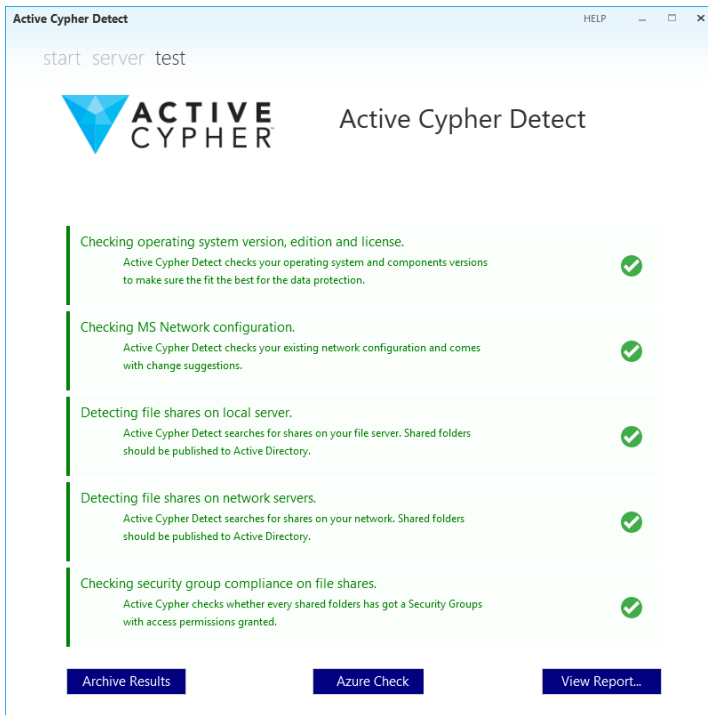 Active Cypher Detect
HELP
start server test
ACTIVE
CYPHER
Active Cypher Detect
Checking operating system version, edition and license.
Active Cypher Detect checks your operating system and components versions
to make sure the fit the best for the data protection.
Checking MS Network configuration.
Active Cypher Detect checks your existing network configuration and comes
with change suggestions.
Detecting file shares on local server.
Active Cypher Detect searches for shares on your file server. Shared folders
should be published to Active Directory.
Detecting file shares on network servers.
Active Cypher Detect searches for shares on your network. Shared folders
should be published to Active Directory.
Checking security group compliance on file shares.
Active Cypher checks whether every shared folders has got a Security Groups
with access permissions granted.
Archive Results
Azure Check
View Report...